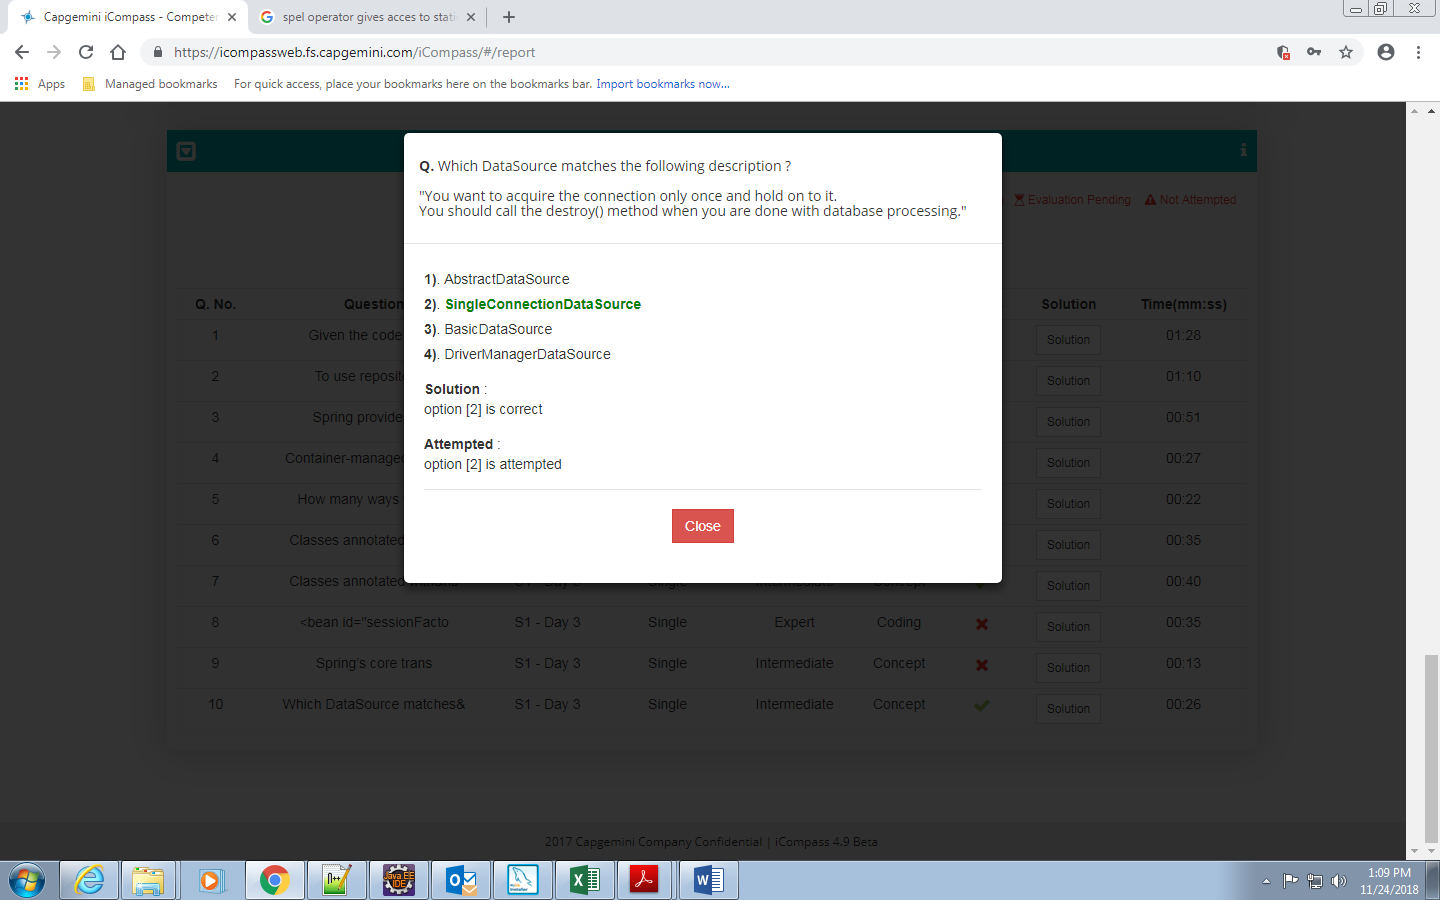 Capgemini iCompass - Competen
spel operator gives acces to stati
https://icompassweb.fs.capgemini.com/iCompass/#/report
Apps Managed bookmarks For quick access, place your bookmarks here on the bookmarks bar. Import bookmarks now...
Q. Which DataSource matches the following description ?
"You want to acquire the connection only once and hold on to it.
You should call the destroy() method when you are done with database processing."
Evaluation Pending Not Attempted
1). AbstractDataSource
2). SingleConnectionDataSource
3). BasicDataSource
4). DriverManagerDataSource
Solution :
option [2] is correct
Attempted :
option [2] is attempted
Close
Q. No. Question Solution Time(mm:ss)
1 Given the code Solution 01:28
2 To use reposit Solution 01:10
3 Spring provide Solution 00:51
4 Container-manage Solution 00:27
5 How many ways Solution 00:22
6 Classes annotated Solution 00:35
7 Classes annotated S1 - Day 3 Single Intermediate Concept Solution 00:40
8 <bean id="sessionFacto S1 - Day 3 Single Expert Coding Solution 00:35
9 Spring's core trans S1 - Day 3 Single Intermediate Concept Solution 00:13
10 Which DataSource matches& S1 - Day 3 Single Intermediate Concept Solution 00:26
2017 Capgemini Company Confidential | iCompass 4.9 Beta
Java EE
IDE
1:09 PM
11/24/2018